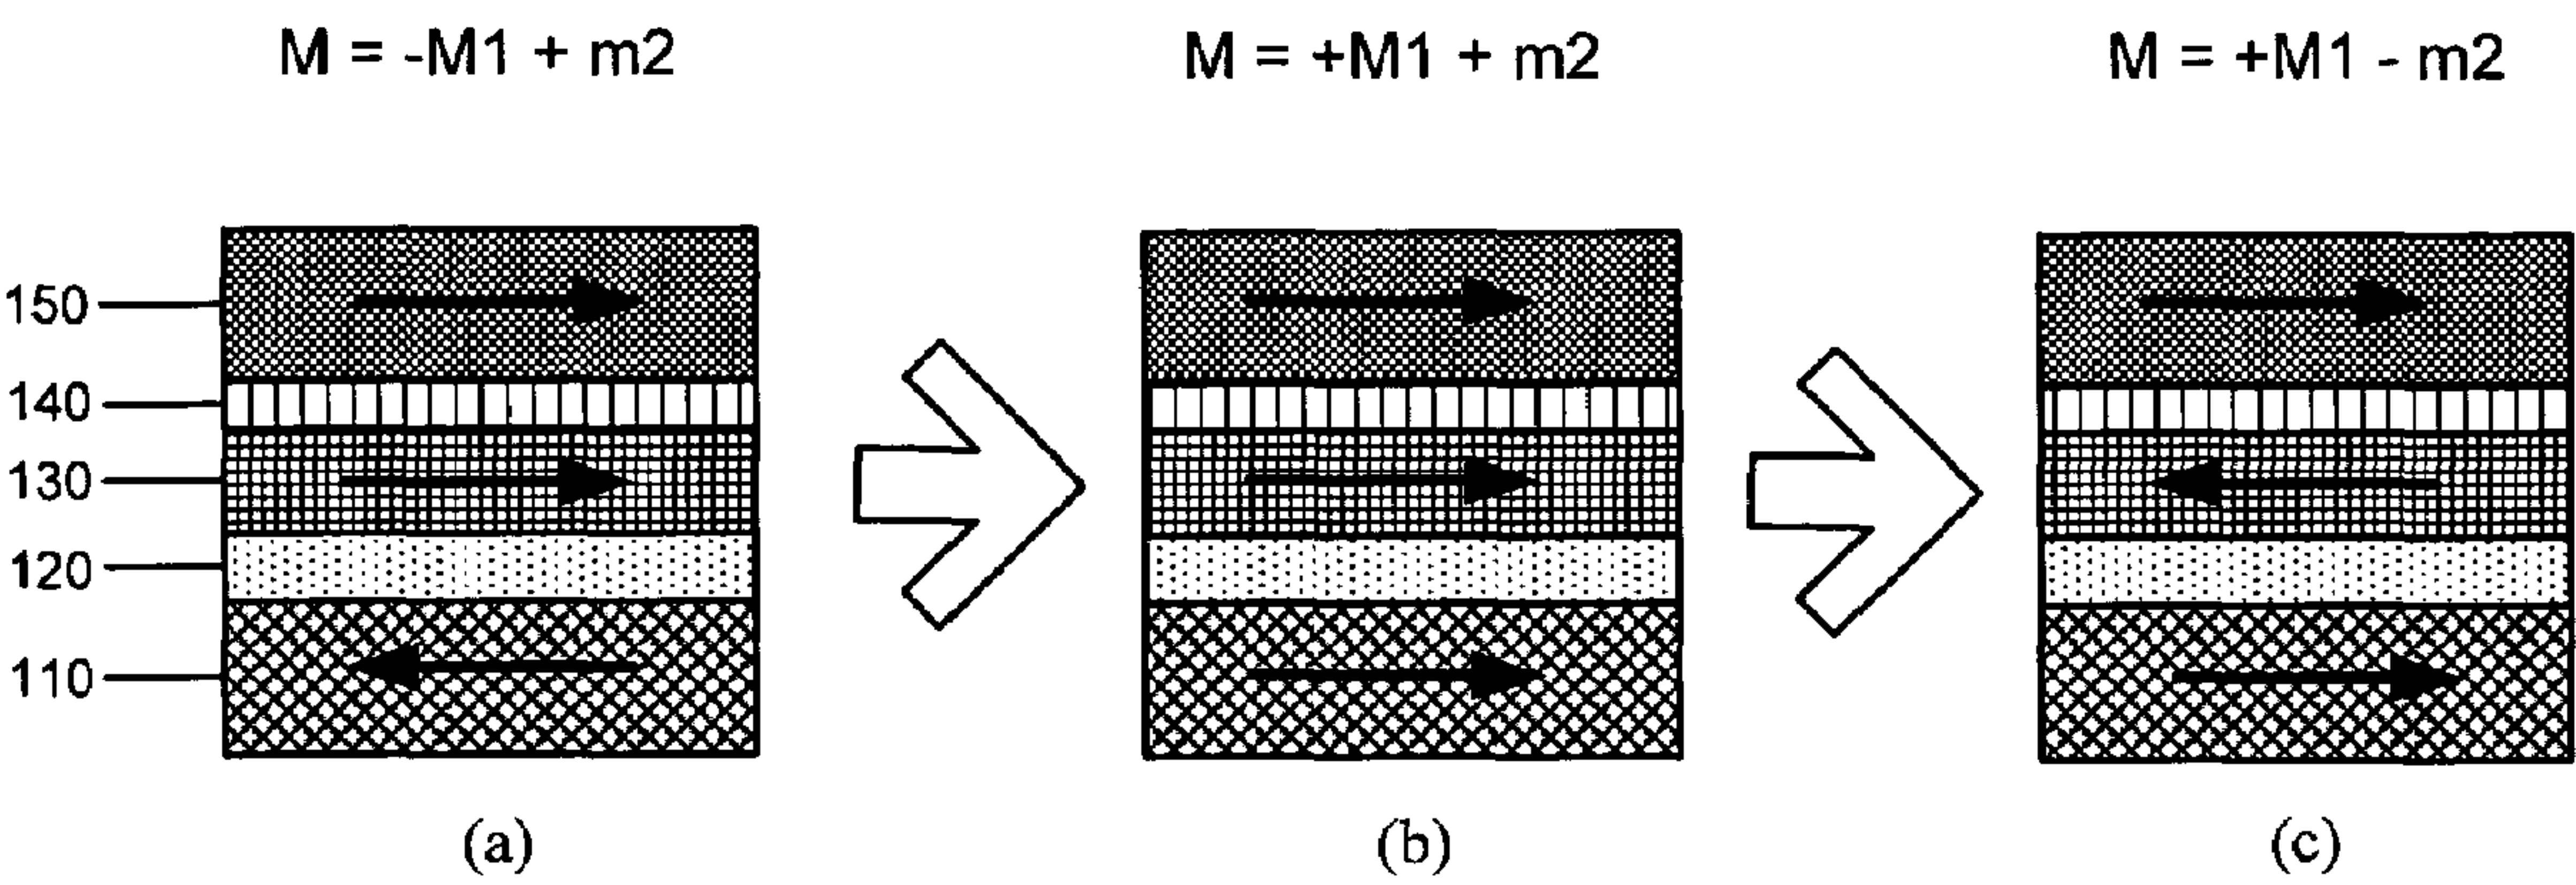 M = -M1 + m2
M = +M1 + m2
M = +M1 - m2
150
140
130
120
110
(a)
(b)
(c)